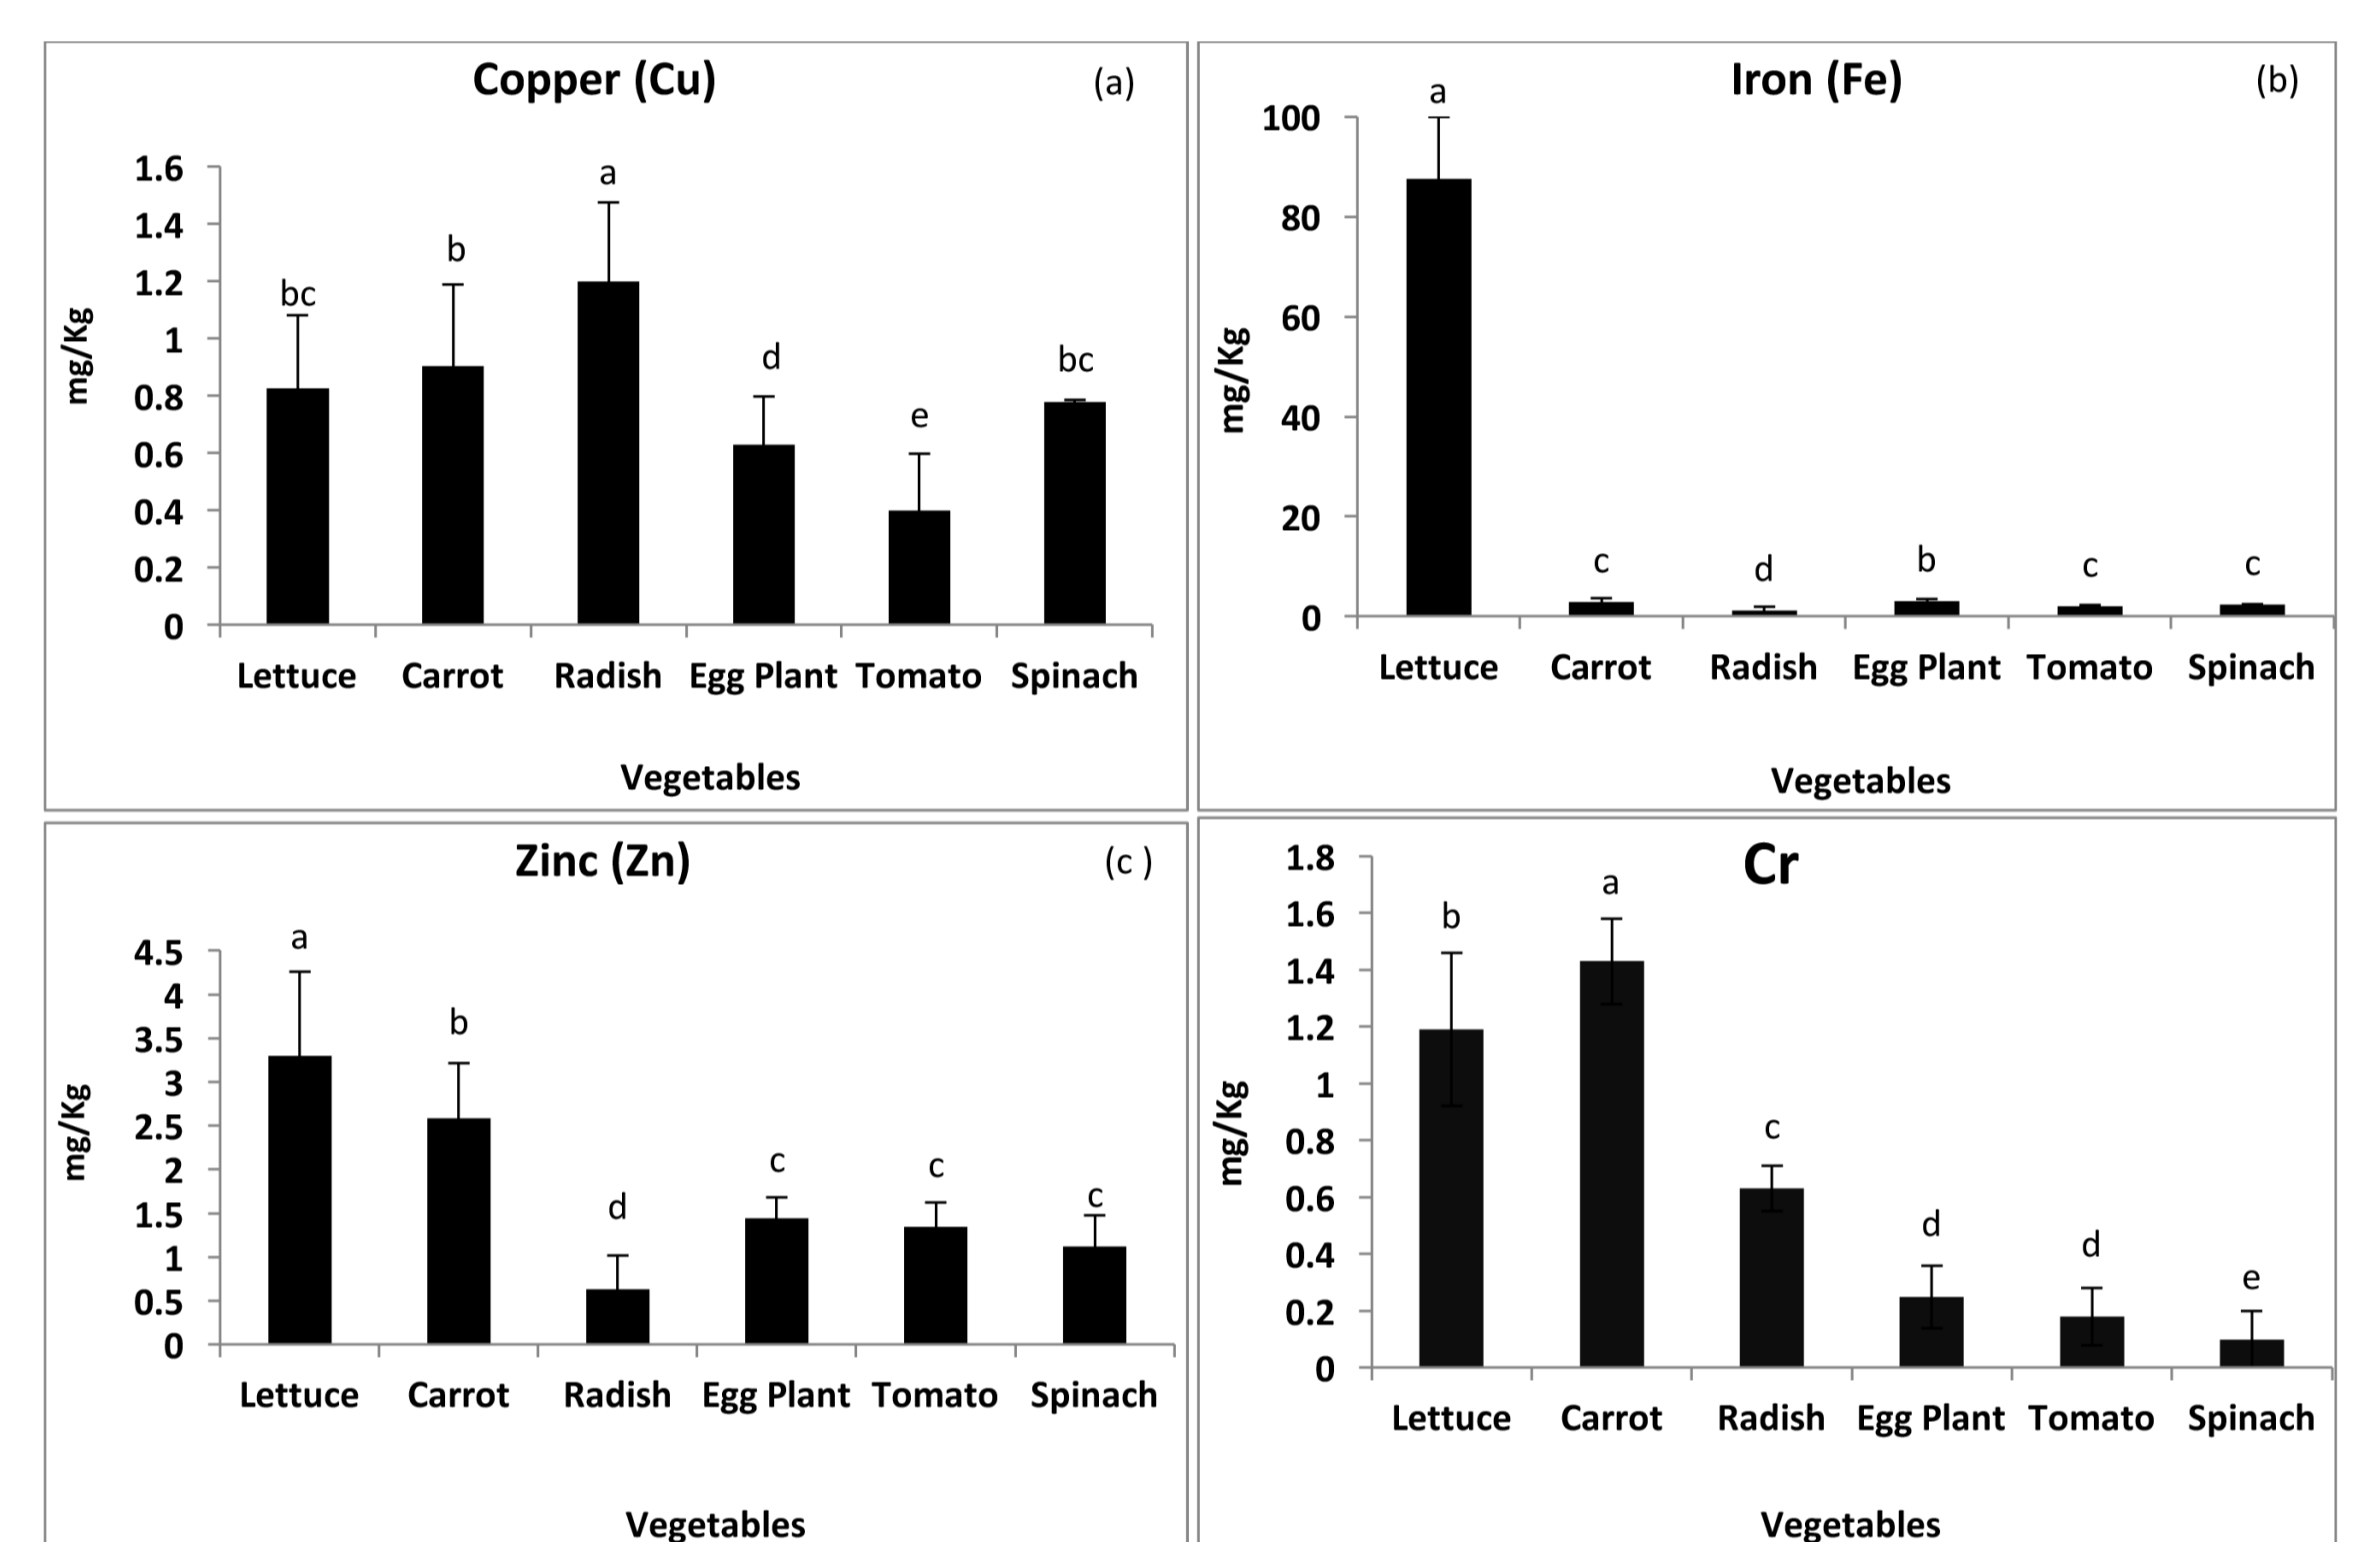 Copper (Cu)
(a)
mg/Kg
1.6
1.4
1.2
1
0.8
0.6
0.4
0.2
0
bc
b
a
d
e
bc
Lettuce Carrot Radish Egg Plant Tomato Spinach
Vegetables
Iron (Fe)
(b)
mg/Kg
100
80
60
40
20
0
a
c
d
b
c
c
Lettuce Carrot Radish Egg Plant Tomato Spinach
Vegetables
Zinc (Zn)
(c )
mg/Kg
4.5
4
3.5
3
2.5
2
1.5
1
0.5
0
a
b
d
c
c
c
Lettuce Carrot Radish Egg Plant Tomato Spinach
Vegetables
Cr
mg/Kg
1.8
1.6
1.4
1.2
1
0.8
0.6
0.4
0.2
0
b
a
c
d
d
e
Lettuce Carrot Radish Egg Plant Tomato Spinach
Vegetables